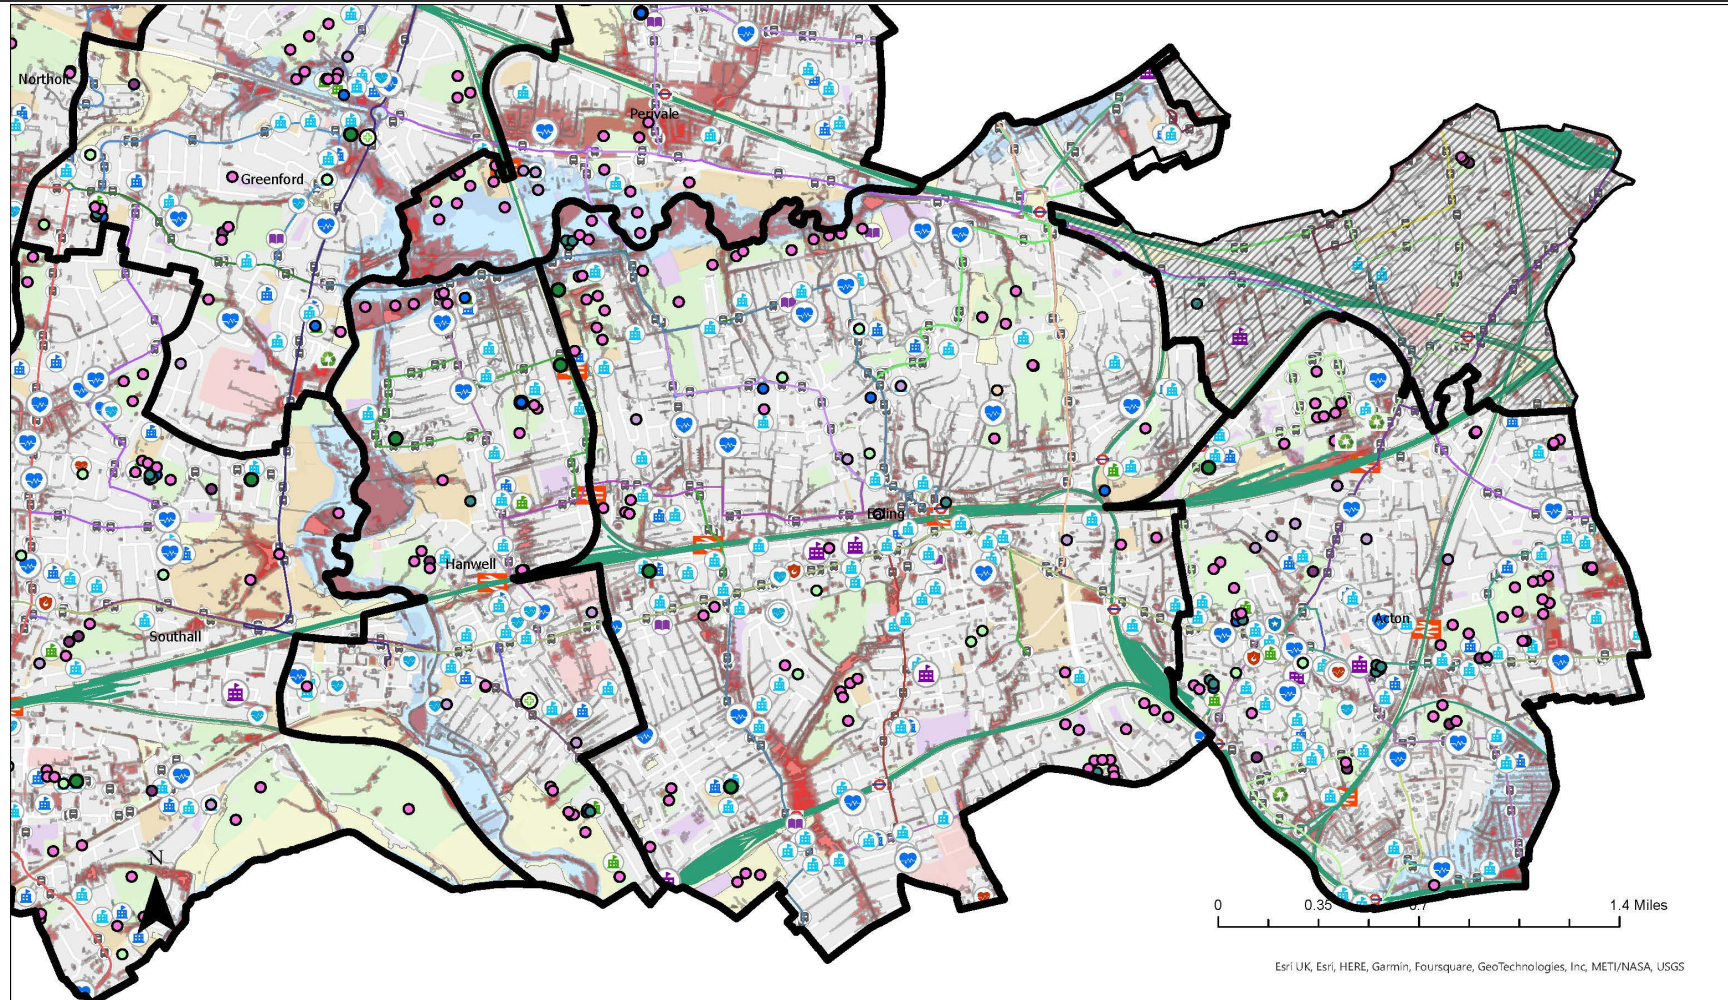 Northolt
Perivale
Greenford
Ealing
Hanwell
Acton
Southall
N
0 0.35 0.7 1.4 Miles
Esri UK, Esri, HERE, Garmin, Foursquare, GeoTechnologies, Inc, METI/NASA, USGS